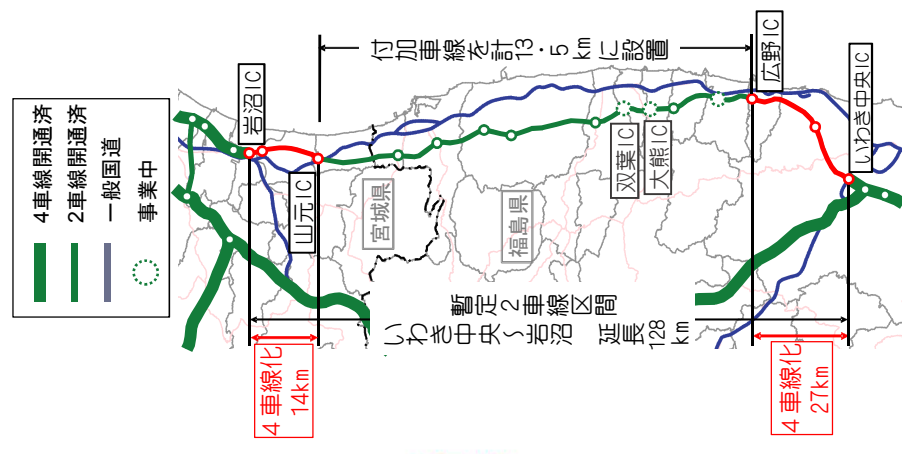 4車線開通済
2車線開通済
一般国道
事業中
付加車線を計13・5kmに設置
岩沼IC
山元IC
宮城県
福島県
双葉IC
大熊IC
広野IC
いわき中央IC
暫定2車線区間
いわき中央～岩沼 延長128km
4車線化
14km
4車線化
27km